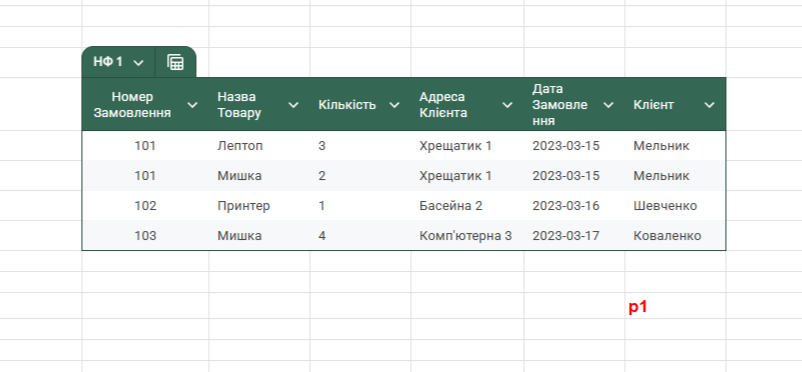 НФ 1
Номер Замовлення Назва Товару Кількість Адреса Клієнта Дата Замовле ння Клієнт
101 Лептоп 3 Хрещатик 1 2023-03-15 Мельник
101 Мишка 2 Хрещатик 1 2023-03-15 Мельник
102 Принтер 1 Басейна 2 2023-03-16 Шевченко
103 Мишка 4 Комп'ютерна 3 2023-03-17 Коваленко
p1